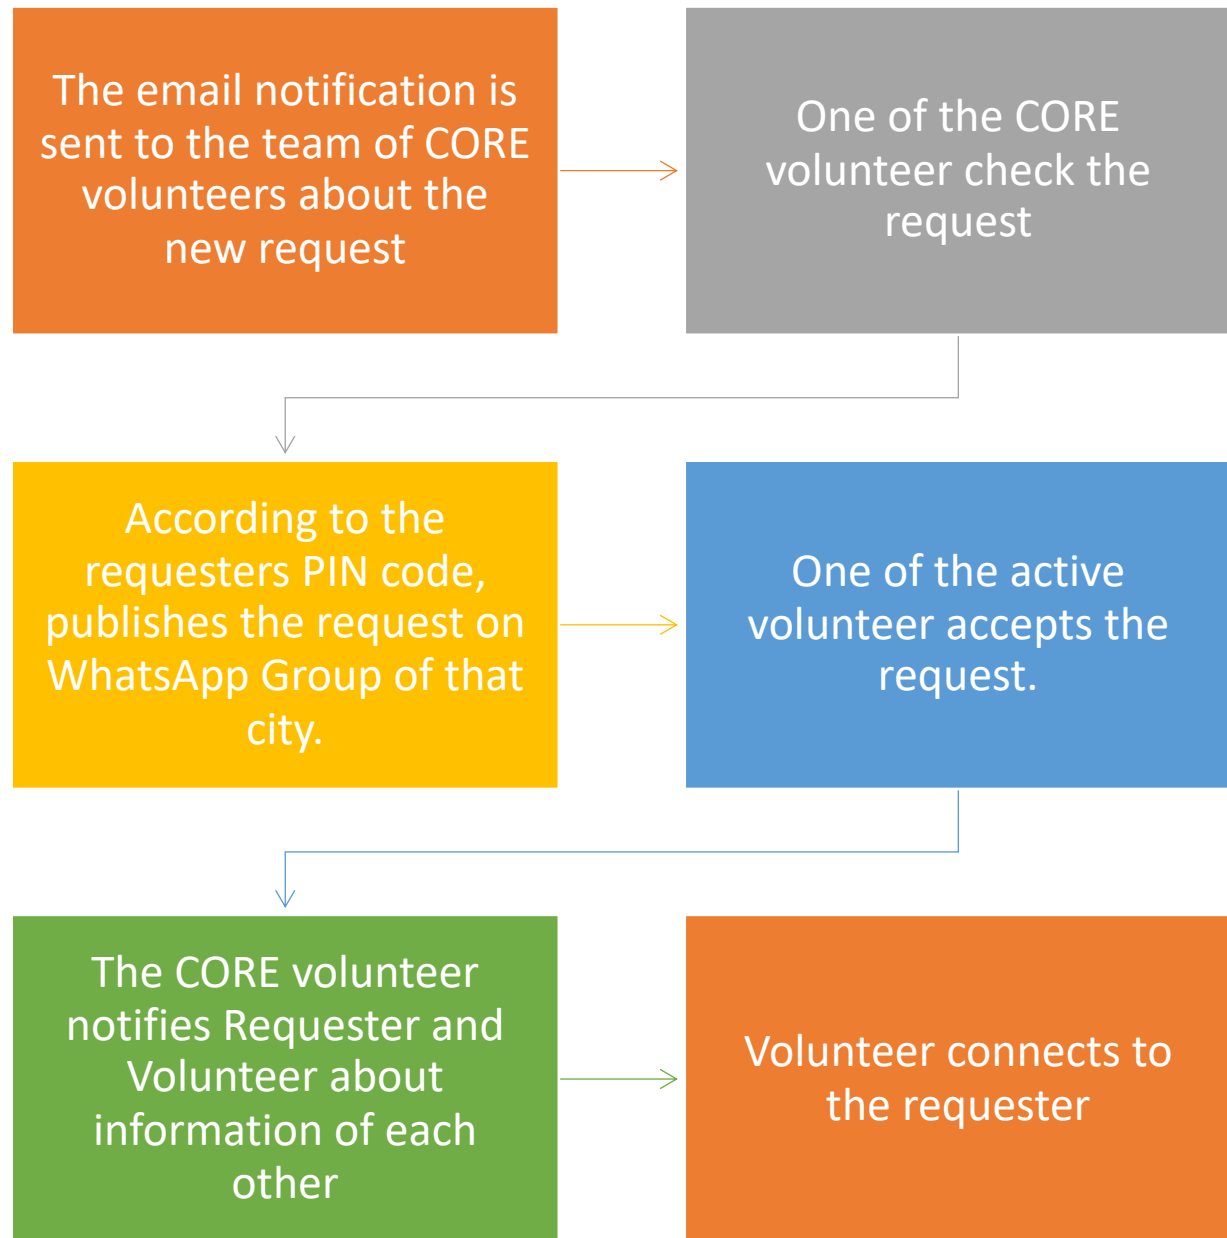 The email notification is
sent to the team of CORE
volunteers about the
new request
One of the CORE
volunteer check the
request
According to the
requesters PIN code,
publishes the request on
WhatsApp Group of that
city.
One of the active
volunteer accepts the
request.
The CORE volunteer
notifies Requester and
Volunteer about
information of each
other
Volunteer connects to
the requester